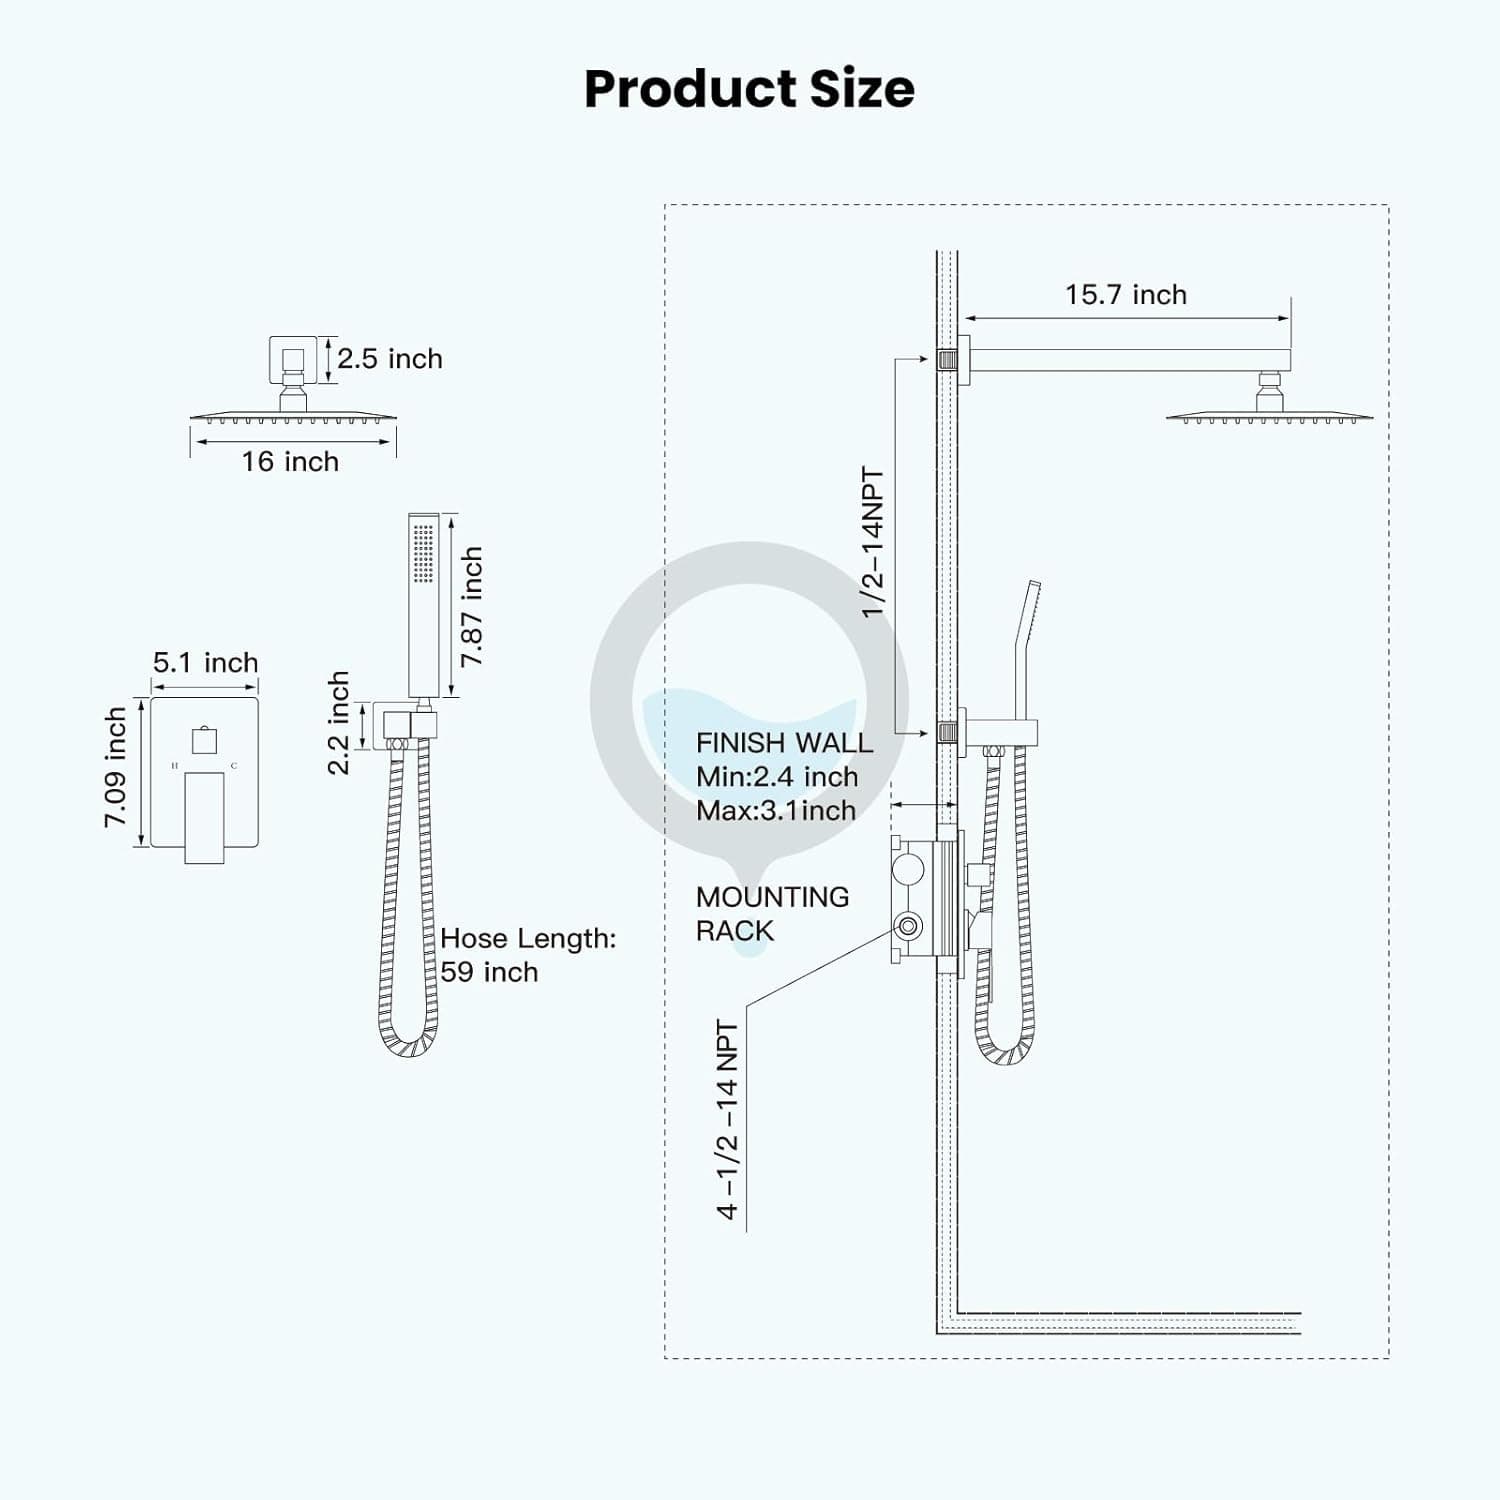 Product Size
2.5 inch
16 inch
7.87 inch
5.1 inch
7.09 inch
H C
2.2 inch
Hose Length:
59 inch
15.7 inch
1/2-14NPT
FINISH WALL
Min:2.4 inch
Max:3.1inch
MOUNTING
RACK
4 -1/2 -14 NPT